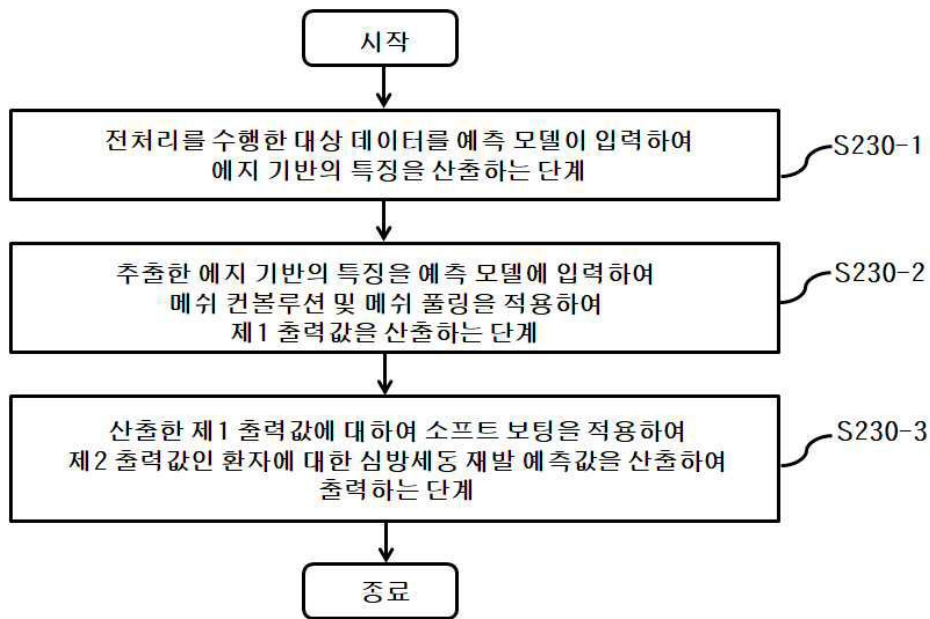 시작
전처리를 수행한 대상 데이터를 예측 모델이 입력하여
에지 기반의 특징을 산출하는 단계
S230-1
추출한 에지 기반의 특징을 예측 모델에 입력하여
메쉬 컨볼루션 및 메쉬 풀링을 적용하여
제1 출력값을 산출하는 단계
S230-2
산출한 제1 출력값에 대하여 소프트 보팅을 적용하여
제2 출력값인 환자에 대한 심방세동 재발 예측값을 산출하여
출력하는 단계
S230-3
종료